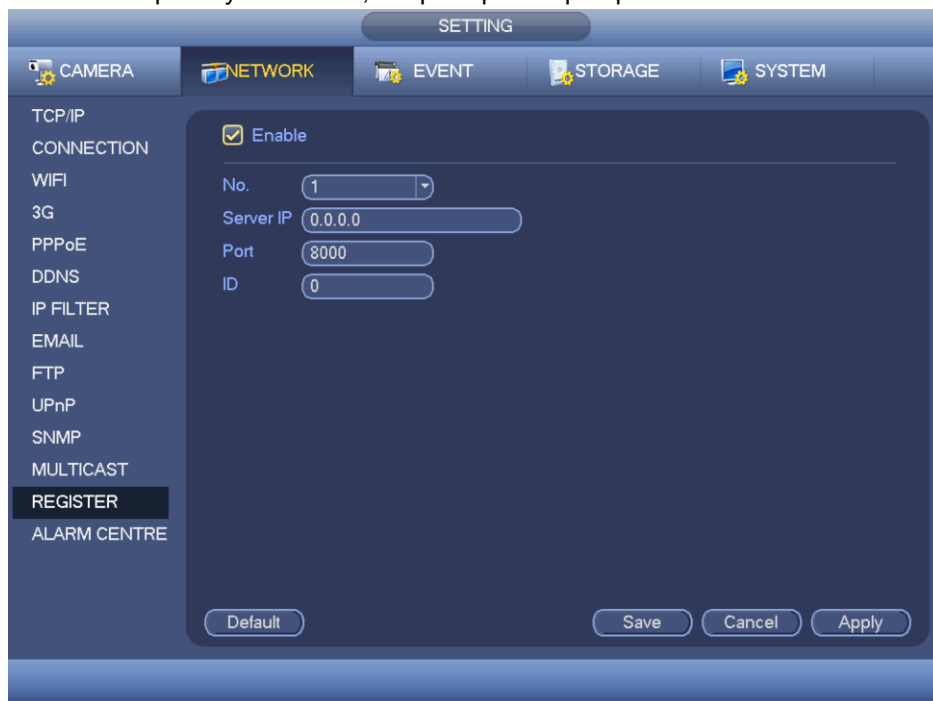 SETTING
CAMERA NETWORK EVENT STORAGE SYSTEM
TCP/IP
CONNECTION
WIFI
3G
PPPoE
DDNS
IP FILTER
EMAIL
FTP
UPnP
SNMP
MULTICAST
REGISTER
ALARM CENTRE
Enable
No. 1
Server IP 0.0.0.0
Port 8000
ID 0
Default Save Cancel Apply